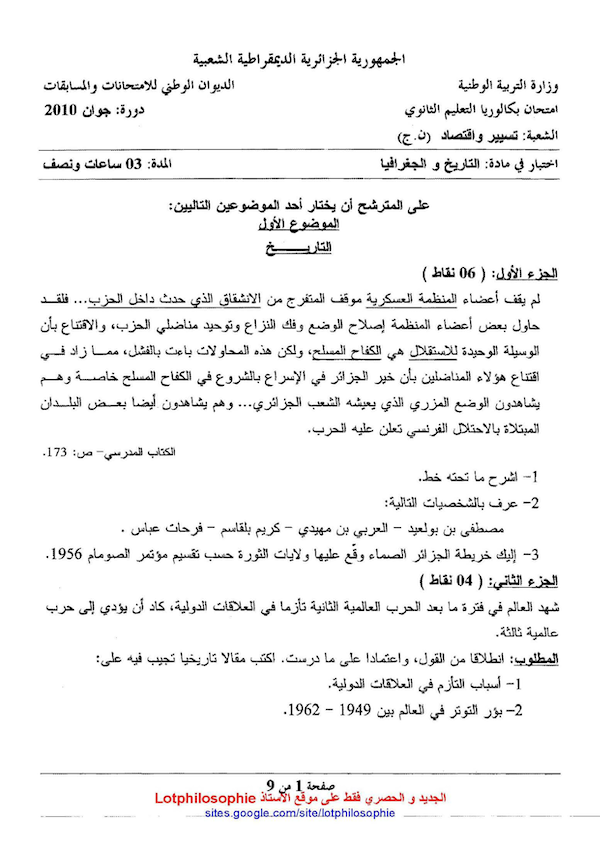 الجمهورية الجزائرية الديمقراطية الشعبية
وزارة التربية الوطنية الديوان الوطني للامتحانات والمسابقات
امتحان بكالوريا التعليم الثانوي دورة: جوان 2010
الشعبة: تسيير واقتصاد (ن.ج)
اختبار في مادة: التاريخ و الجغرافيا المدة: 03 ساعات ونصف
على المترشح أن يختار أحد الموضوعين التاليين:
الموضوع الأول
التاريـــــخ
الجزء الأول: ( 06 نقاط )
لم يقف أعضاء المنظمة العسكرية موقف المتفرج من الانشقاق الذي حدث داخل الحزب... فلقــد
حاول بعض أعضاء المنظمة إصلاح الوضع وفك النزاع وتوحيد مناضلي الحزب، والاقتناع بأن
الوسيلة الوحيدة للاستقلال هي الكفاح المسلح، ولكن هذه المحاولات باءت بالفشل، ممـا زاد فــي
اقتناع هؤلاء المناضلين بأن خير الجزائر في الإسراع بالشروع في الكفاح المسلح خاصـة وهــم
يشاهدون الوضع المزري الذي يعيشه الشعب الجزائري... وهم يشاهدون أيضا بعــض البلــدان
المبتلاة بالاحتلال الفرنسي تعلن عليه الحرب.
الكتاب المدرسي- ص: 173.
1- اشرح ما تحته خط.
2- عرف بالشخصيات التالية:
مصطفى بن بولعيد - العربي بن مهيدي - كريم بلقاسم - فرحات عباس .
3- إليك خريطة الجزائر الصماء وقّع عليها ولايات الثورة حسب تقسيم مؤتمر الصومام 1956.
الجزء الثاني: ( 04 نقاط )
شهد العالم في فترة ما بعد الحرب العالمية الثانية تأزما في العلاقات الدولية، كاد أن يؤدي إلى حرب
عالمية ثالثة.
المطلوب: انطلاقا من القول، واعتمادا على ما درست. اكتب مقالا تاريخيا تجيب فيه على:
1- أسباب التأزم في العلاقات الدولية.
2- بؤر التوتر في العالم بين 1949 - 1962.
صفحة 1 من 9
الجديد و الحصري فقط على موقع الأستاذ Lotphilosophie
sites.google.com/site/lotphilosophie